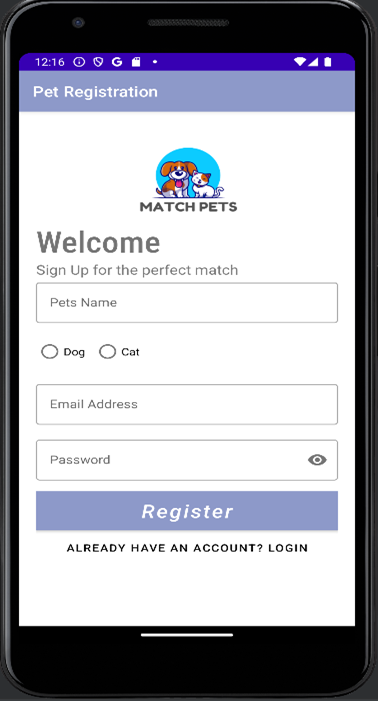 12:16
Pet Registration
MATCH PETS
Welcome
Sign Up for the perfect match
Pets Name
Dog Cat
Email Address
Password
Register
ALREADY HAVE AN ACCOUNT? LOGIN